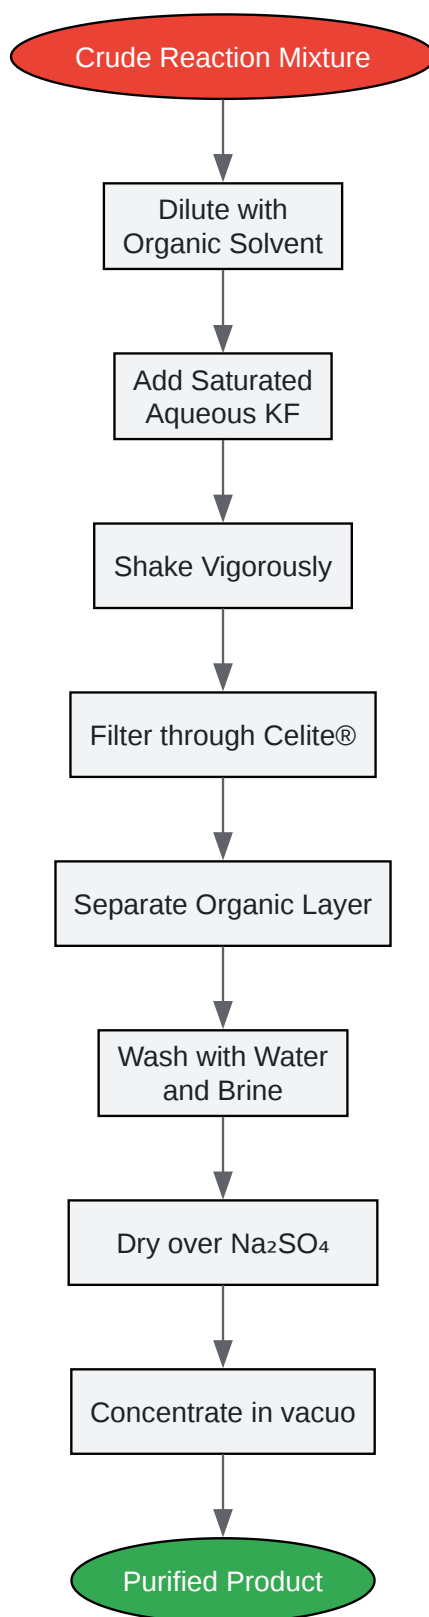 Crude Reaction Mixture
Dilute with
Organic Solvent
Add Saturated
Aqueous KF
Shake Vigorously
Filter through Celite®
Separate Organic Layer
Wash with Water
and Brine
Dry over Na₂SO₄
Concentrate in vacuo
Purified Product